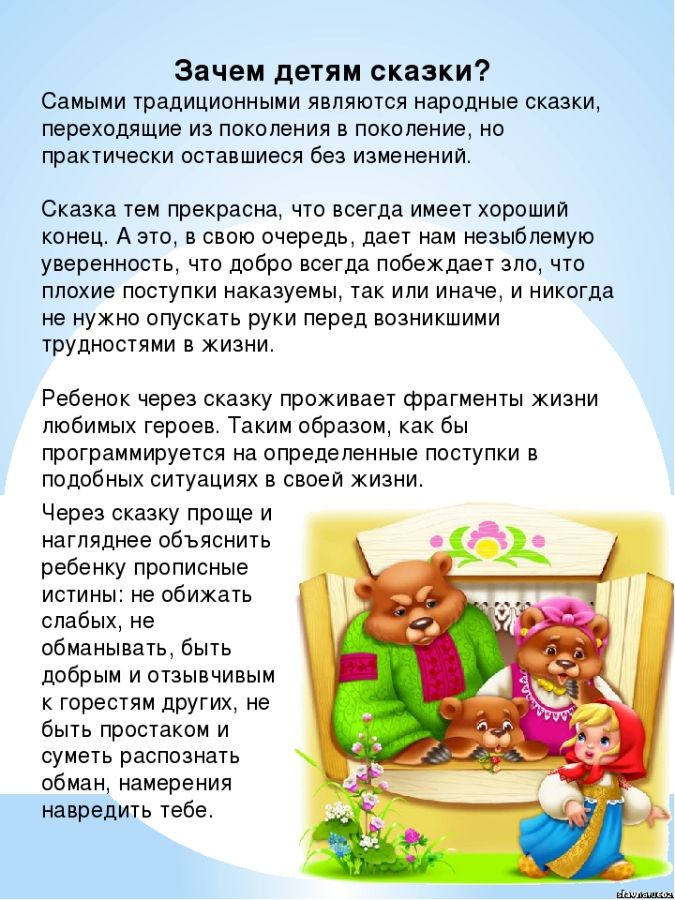 Зачем детям сказки?
Самыми традиционными являются народные сказки,
переходящие из поколения в поколение, но
практически оставшиеся без изменений.
Сказка тем прекрасна, что всегда имеет хороший
конец. А это, в свою очередь, дает нам незыблемую
уверенность, что добро всегда побеждает зло, что
плохие поступки наказуемы, так или иначе, и никогда
не нужно опускать руки перед возникшими
трудностями в жизни.
Ребенок через сказку проживает фрагменты жизни
любимых героев. Таким образом, как бы
программируется на определенные поступки в
подобных ситуациях в своей жизни.
Через сказку проще и
нагляднее объяснить
ребенку прописные
истины: не обижать
слабых, не
обманывать, быть
добрым и отзывчивым
к горестям других, не
быть простаком и
суметь распознать
обман, намерения
навредить тебе.